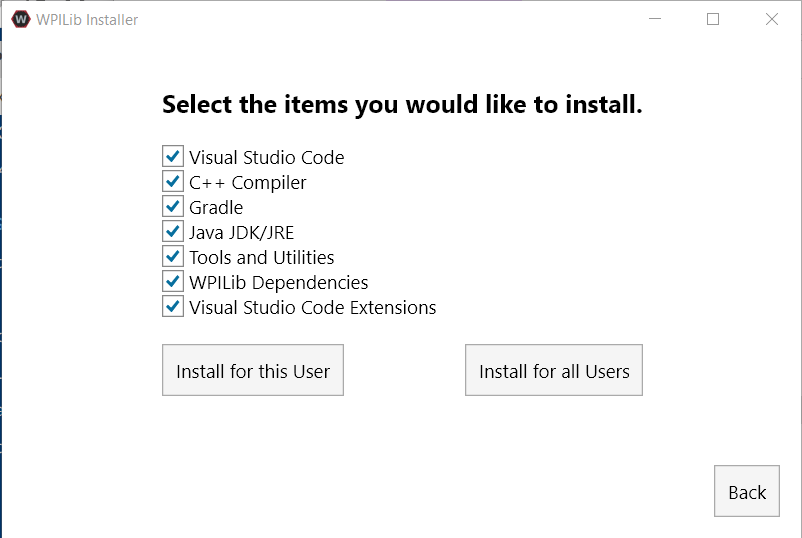 WPILib Installer
Select the items you would like to install.
Visual Studio Code
C++ Compiler
Gradle
Java JDK/JRE
Tools and Utilities
WPILib Dependencies
Visual Studio Code Extensions
Install for this User
Install for all Users
Back